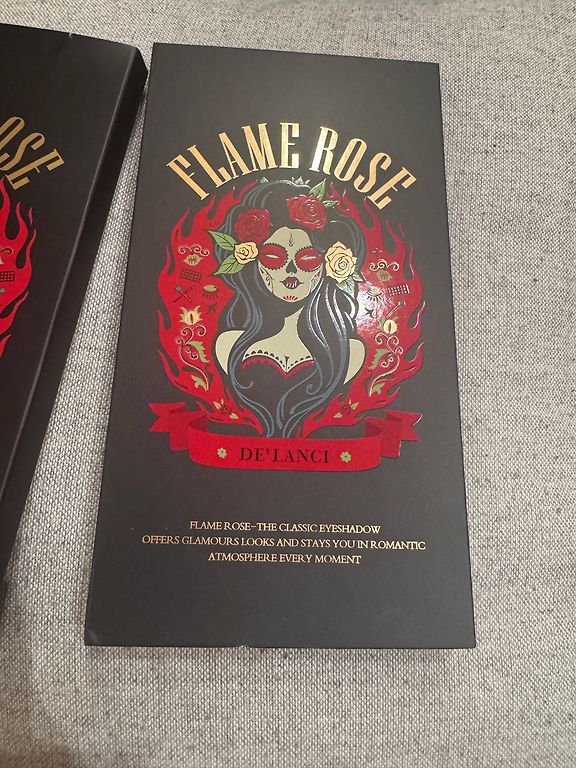 OSE
FLAME ROSE
DE'LANCI
FLAME ROSE-THE CLASSIC EYESHADOW
OFFERS GLAMOURS LOOKS AND STAYS YOU IN ROMANTIC
ATMOSPHERE EVERY MOMENT